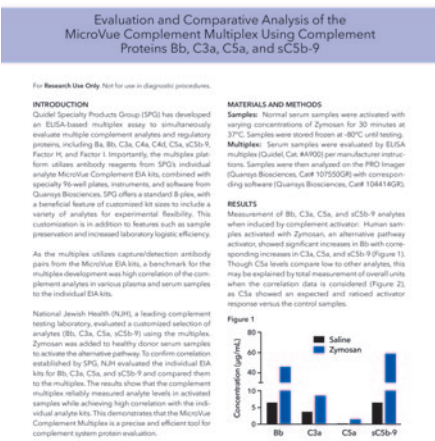 Evaluation and Comparative Analysis of the
MicroVue Complement Multiplex Using Complement
Proteins Bb, C3a, C5a, and sC5b-9
For Research Use Only. Not for use in diagnostic procedures.
INTRODUCTION
Quidel Specialty Products Group (SPG) has developed
an ELISA-based multiplex assay to simultaneously
evaluate multiple complement analytes and regulatory
proteins, including Ba, Bb, C3a, C4a, C4d, C5a, sC5b-9,
Factor H, and Factor I. Importantly, the multiplex plat-
form utilizes antibody reagents from SPG's individual
analyte MicroVue Complement EIA kits, combined with
specialty 96-well plates, instruments, and software from
Quansys Biosciences. SPG offers a standard 8-plex, with
a beneficial feature of customized kit sizes to include a
variety of analytes for experimental flexibility. This
customization is in addition to features such as sample
preservation and increased laboratory logistic efficiency.
As the multiplex utilizes capture/detection antibody
pairs from the MicroVue EIA kits, a benchmark for the
multiplex development was high correlation of the com-
plement analytes in various plasma and serum samples
to the individual EIA kits.
National Jewish Health (NJH), a leading complement
testing laboratory, evaluated a customized selection of
analytes (Bb, C3a, C5a, sC5b-9) using the multiplex.
Zymosan was added to healthy donor serum samples
to activate the alternative pathway. To confirm correlation
established by SPG, NJH evaluated the individual EIA
kits for Bb, C3a, C5a, and sC5b-9 and compared them
to the multiplex. The results show that the complement
multiplex reliably measured analyte levels in activated
samples while achieving high correlation with the indi-
vidual analyte kits. This demonstrates that the MicroVue
Complement Multiplex is a precise and efficient tool for
complement system protein evaluation.
MATERIALS AND METHODS
Samples: Normal serum samples were activated with
varying concentrations of Zymosan for 30 minutes at
37°C. Samples were stored frozen at -80°C until testing.
Multiplex: Serum samples were evaluated by ELISA
multiplex (Quidel, Cat. #A900) per manufacturer instruc-
tions. Samples were then analyzed on the PRO Imager
(Quansys Biosciences, Cat# 107550GR) with correspon-
ding software (Quansys Biosciences, Cat# 104414GR).
RESULTS
Measurement of Bb, C3a, C5a, and sC5b-9 analytes
when induced by complement activator: Human sam-
ples activated with Zymosan, an alternative pathway
activator, showed significant increases in Bb with corre-
sponding increases in C3a, C5a, and sC5b-9 (Figure 1).
Though C5a levels compare low to other analytes, this
may be explained by total measurement of overall units
when the correlation data is considered (Figure 2),
as C5a showed an expected and ratioed activator
response versus the control samples.
Figure 1
Concentration (µg/mL)
80
60
40
10
5
0
Saline
Zymosan
Bb C3a C5a sC5b-9